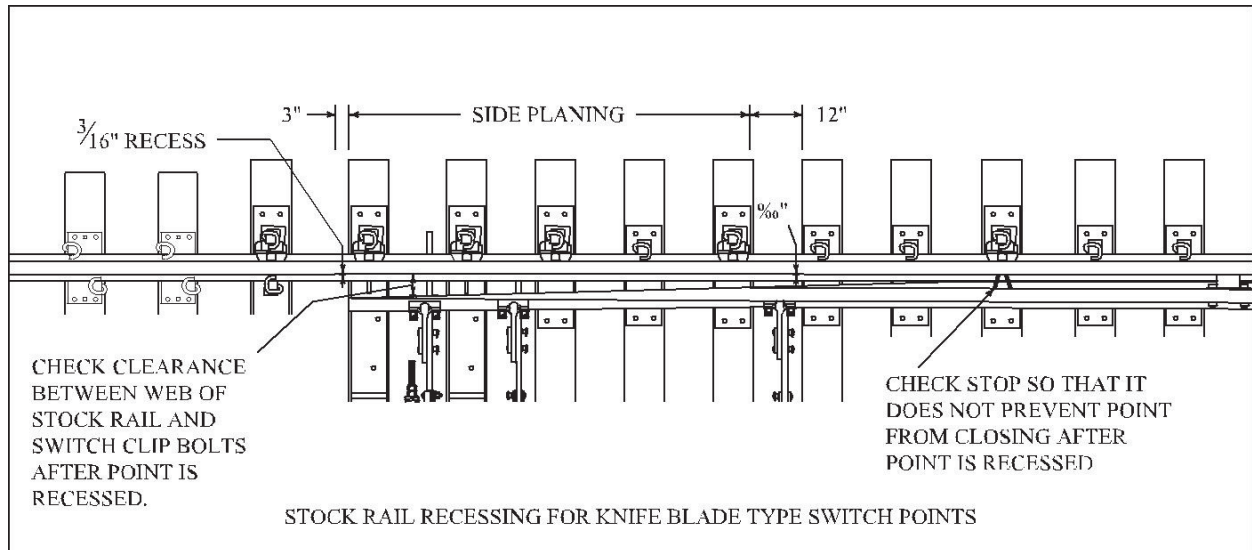 3"
SIDE PLANING
12"
3/16" RECESS
CHECK CLEARANCE
BETWEEN WEB OF
STOCK RAIL AND
SWITCH CLIP BOLTS
AFTER POINT IS
RECESSED.
CHECK STOP SO THAT IT
DOES NOT PREVENT POINT
FROM CLOSING AFTER
POINT IS RECESSED
STOCK RAIL RECESSING FOR KNIFE BLADE TYPE SWITCH POINTS